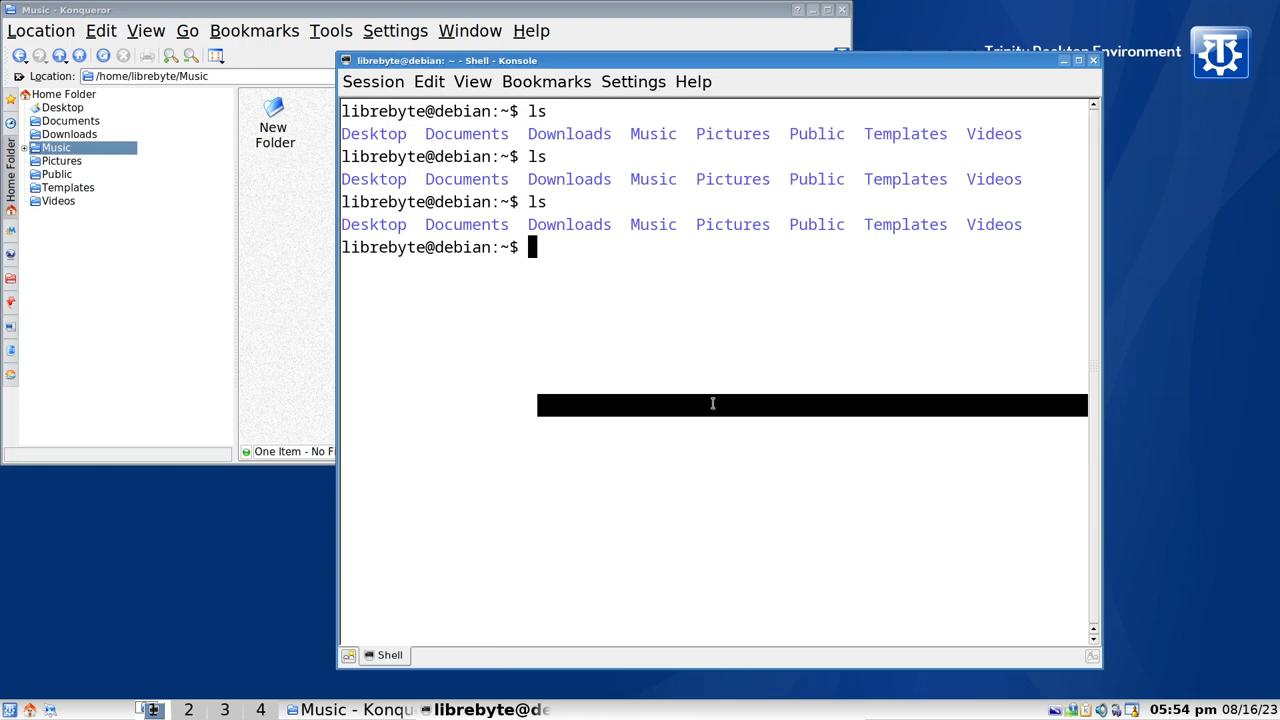 Music - Konqueror
Location Edit View Go Bookmarks Tools Settings Window Help
Location: /home/librebyte/Music
Home Folder
Home Folder
Desktop
Documents
Downloads
Music
Pictures
Public
Templates
Videos
New
Folder
One Item - No Fi
Trinity Desktop Environment
librebyte@debian: ~ - Shell - Konsole
Session Edit View Bookmarks Settings Help
librebyte@debian:~$ ls
Desktop Documents Downloads Music Pictures Public Templates Videos
librebyte@debian:~$ ls
Desktop Documents Downloads Music Pictures Public Templates Videos
librebyte@debian:~$ ls
Desktop Documents Downloads Music Pictures Public Templates Videos
librebyte@debian:~$
Shell
2 3 4 Music - Konqu librebyte@de 05:54 pm 08/16/23